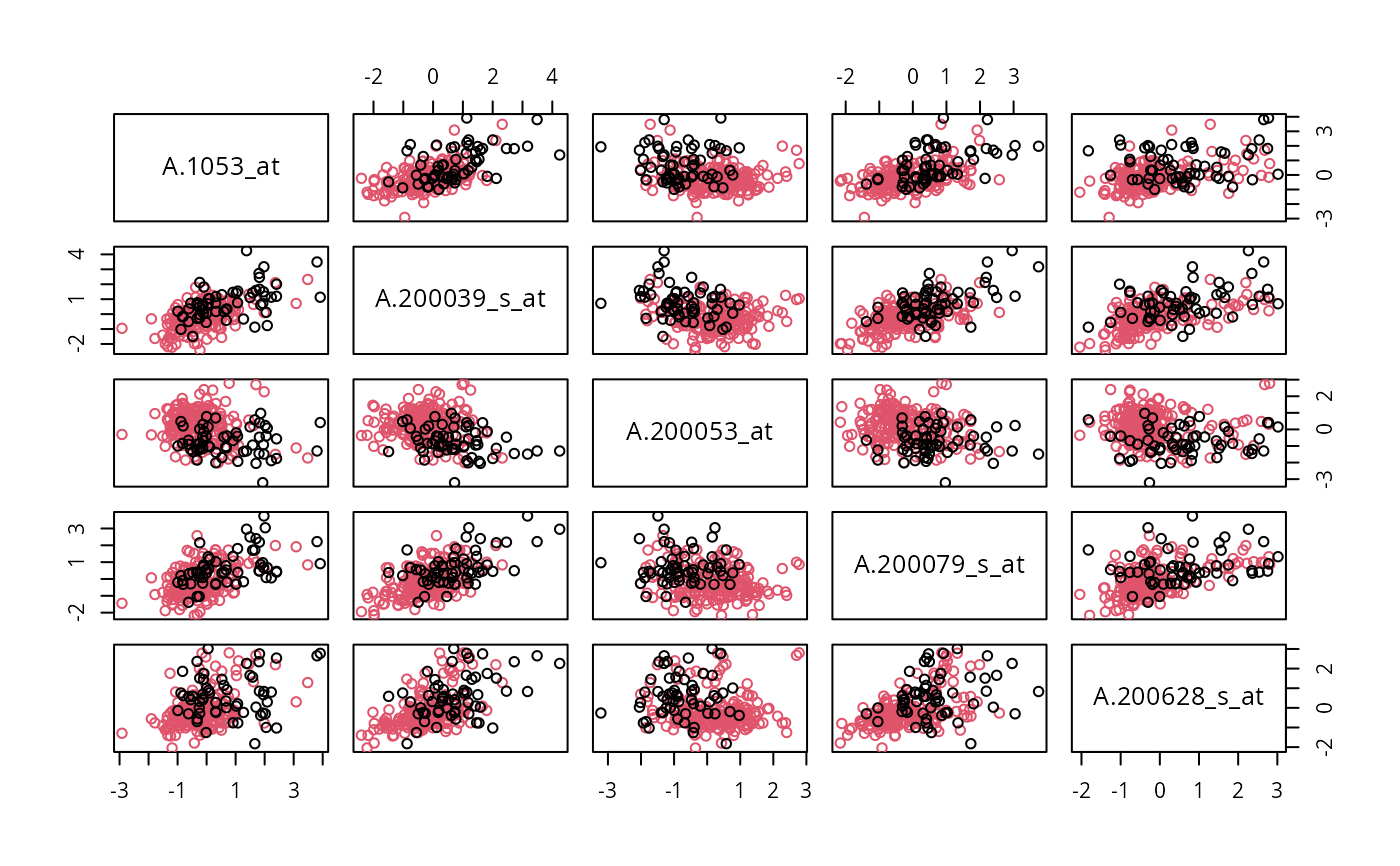 -2 0 2 4 -2 0 1 2 3
A.1053_at
-3 0 3
A.200039_s_at
-2 1 4
A.200053_at
-3 0 2
A.200079_s_at
-2 1 3
A.200628_s_at
-2 0 2
-3 -1 1 3 -3 -1 1 2 3 -2 -1 0 1 2 3